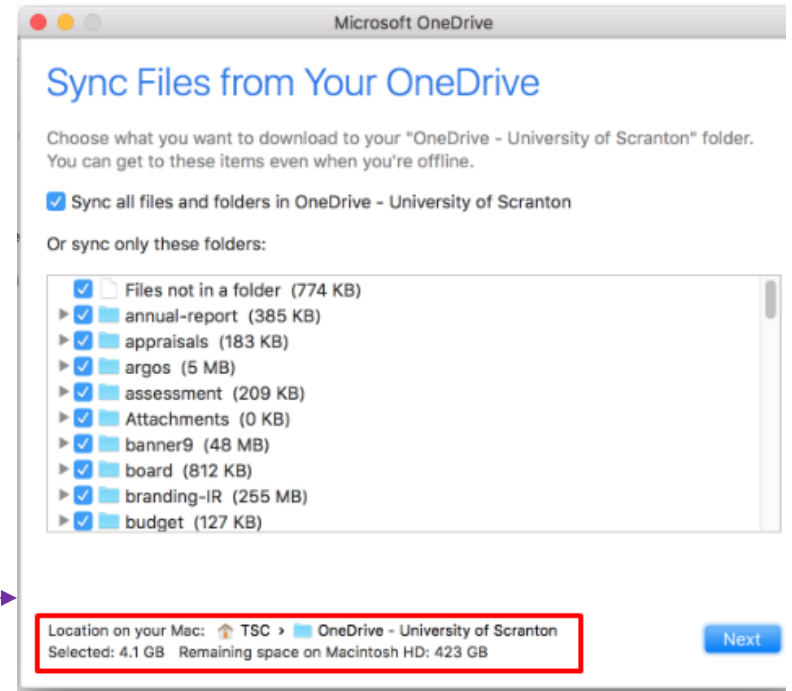 Microsoft OneDrive
Sync Files from Your OneDrive
Choose what you want to download to your "OneDrive - University of Scranton" folder.
You can get to these items even when you're offline.
Sync all files and folders in OneDrive - University of Scranton
Or sync only these folders:
Files not in a folder (774 KB)
annual-report (385 KB)
appraisals (183 KB)
argos (5 MB)
assessment (209 KB)
Attachments (0 KB)
banner9 (48 MB)
board (812 KB)
branding-IR (255 MB)
budget (127 KB)
Location on your Mac: TSC › OneDrive - University of Scranton
Selected: 4.1 GB Remaining space on Macintosh HD: 423 GB
Next